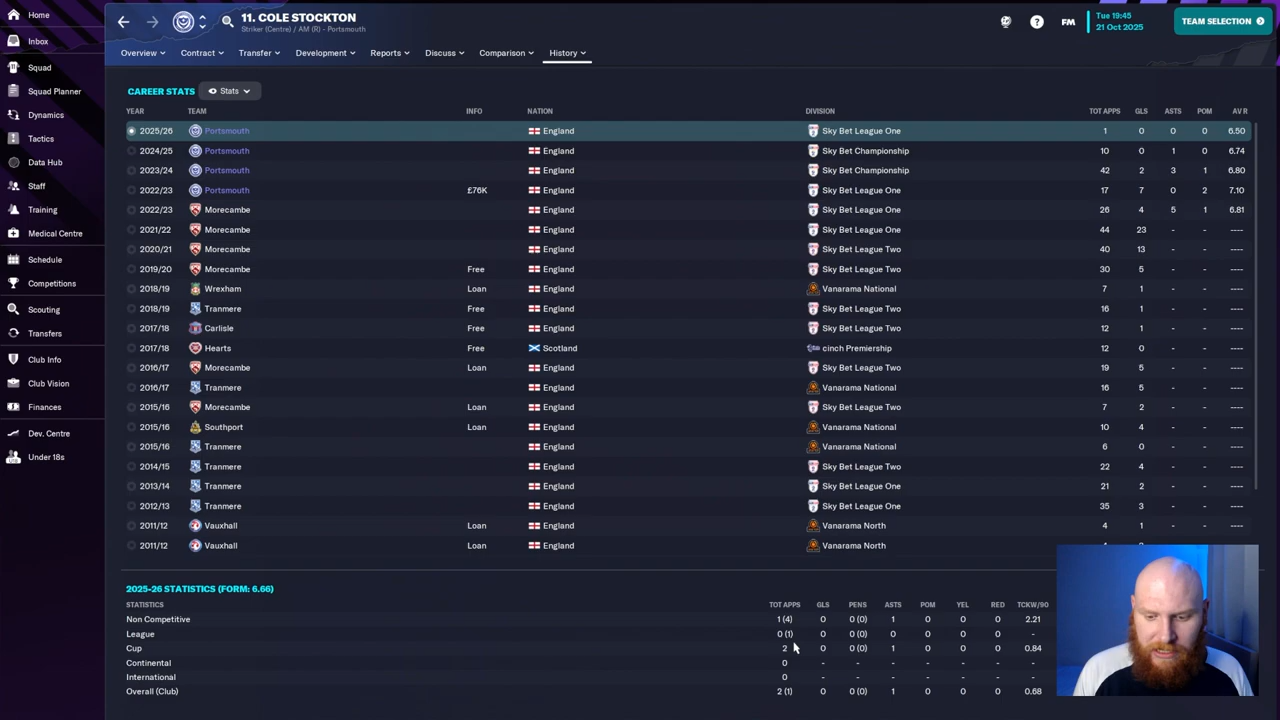 Home
Inbox
Squad
Squad Planner
Dynamics
Tactics
Data Hub
Staff
Training
Medical Centre
Schedule
Competitions
Scouting
Transfers
Club Info
Club Vision
Finances
Dev. Centre
Under 18s
11. COLE STOCKTON
Striker (Centre) / AM (R) - Portsmouth
? FM Tue 19:45
21 Oct 2025
TEAM SELECTION
Overview Contract Transfer Development Reports Discuss Comparison History
CAREER STATS Stats
YEAR TEAM INFO NATION DIVISION TOT APPS GLS ASTS POM AV R
2025/26 Portsmouth England Sky Bet League One 1 0 0 0 6.50
2024/25 Portsmouth England Sky Bet Championship 10 0 1 0 6.74
2023/24 Portsmouth England Sky Bet Championship 42 2 3 1 6.80
2022/23 Portsmouth £76K England Sky Bet League One 17 7 0 2 7.10
2022/23 Morecambe England Sky Bet League One 26 4 5 1 6.81
2021/22 Morecambe England Sky Bet League One 44 23 - - ----
2020/21 Morecambe England Sky Bet League Two 40 13 - - ----
2019/20 Morecambe Free England Sky Bet League Two 30 5 - - ----
2018/19 Wrexham Loan England Vanarama National 7 1 - - ----
2018/19 Tranmere Free England Sky Bet League Two 16 1 - - ----
2017/18 Carlisle Free England Sky Bet League Two 12 1 - - ----
2017/18 Hearts Free Scotland cinch Premiership 12 0 - - ----
2016/17 Morecambe Loan England Sky Bet League Two 19 5 - - ----
2016/17 Tranmere England Vanarama National 16 5 - - ----
2015/16 Morecambe Loan England Sky Bet League Two 7 2 - - ----
2015/16 Southport Loan England Vanarama National 10 4 - - ----
2015/16 Tranmere England Vanarama National 6 0 - - ----
2014/15 Tranmere England Sky Bet League Two 22 4 - - ----
2013/14 Tranmere England Sky Bet League One 21 2 - - ----
2012/13 Tranmere England Sky Bet League One 35 3 - - ----
2011/12 Vauxhall Loan England Vanarama North 4 1 - - ----
2011/12 Vauxhall Loan England Vanarama North
2025-26 STATISTICS (FORM: 6.66)
STATISTICS TOT APPS GLS PENS ASTS POM YEL RED TCKW/90
Non Competitive 1 (4) 0 0 (0) 1 0 0 0 2.21
League 0 (1) 0 0 (0) 0 0 0 0 -
Cup 2 0 0 (0) 1 0 0 0 0.84
Continental 0 - - - - - - -
International 0 - - - - - - -
Overall (Club) 2 (1) 0 0 (0) 1 0 0 0 0.68